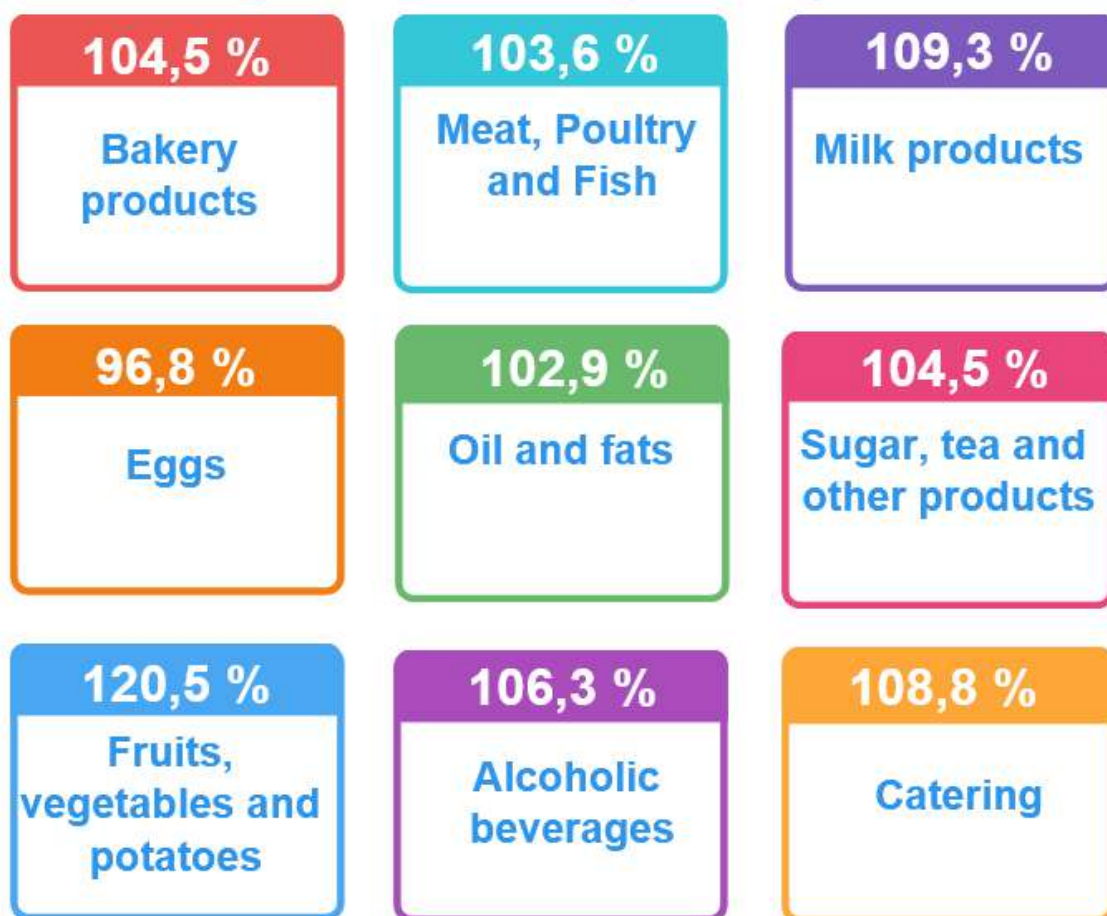 104,5 %
Bakery
products
103,6 %
Meat, Poultry
and Fish
109,3 %
Milk products
96,8 %
Eggs
102,9 %
Oil and fats
104,5 %
Sugar, tea and
other products
120,5 %
Fruits,
vegetables and
potatoes
106,3 %
Alcoholic
beverages
108,8 %
Catering